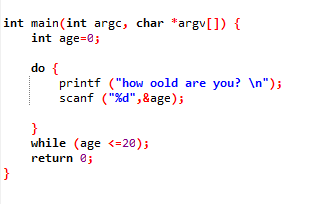 int main(int argc, char *argv[]) {
int age=0;
do {
printf ("how oold are you? \n");
scanf ("%d",&age);
}
while (age <=20);
return 0;
}